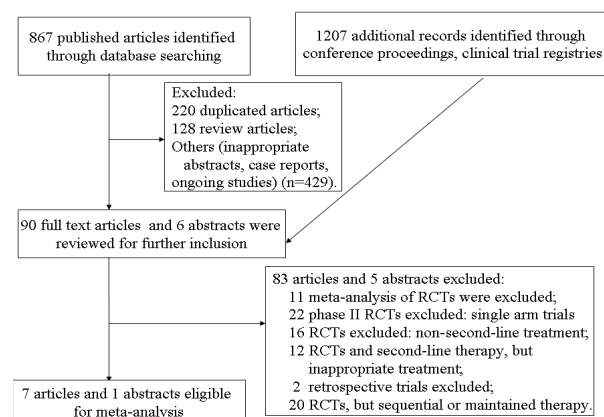 867 published articles identified
through database searching
1207 additional records identified through
conference proceedings, clinical trial registries
Excluded:
220 duplicated articles;
128 review articles;
Others (inappropriate
abstracts, case reports,
ongoing studies) (n=429).
90 full text articles and 6 abstracts were
reviewed for further inclusion
83 articles and 5 abstracts excluded:
11 meta-analysis of RCTs were excluded;
22 phase II RCTs excluded: single arm trials
16 RCTs excluded: non-second-line treatment;
12 RCTs and second-line therapy, but
inappropriate treatment;
2 retrospective trials excluded;
20 RCTs, but sequential or maintained therapy.
7 articles and 1 abstracts eligible
for meta-analysis